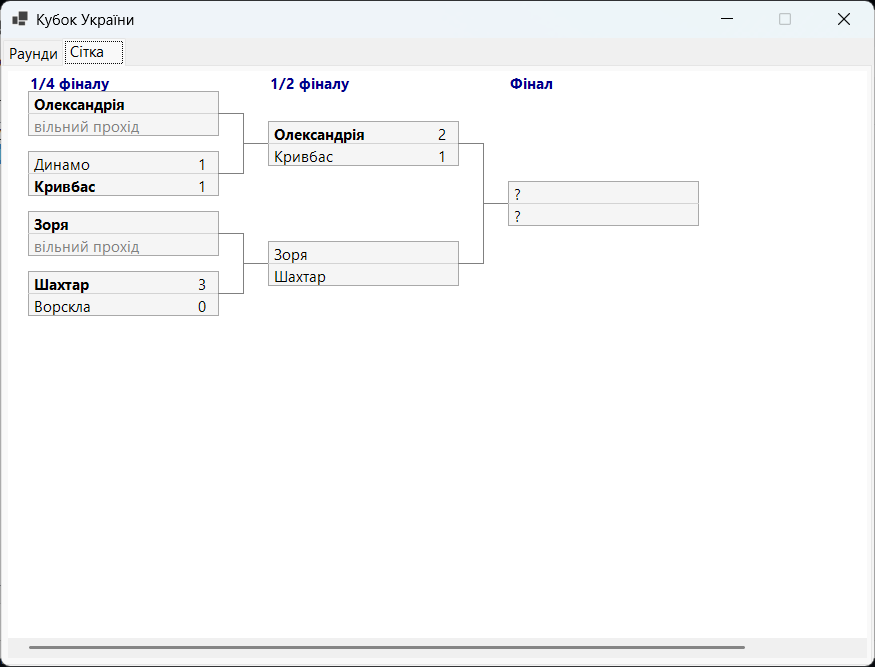 Кубок України
Раунди Сітка
1/4 фіналу 1/2 фіналу Фінал
Олександрія
вільний прохід
Динамо 1
Кривбас 1
Зоря
вільний прохід
Шахтар 3
Ворскла 0
Олександрія 2
Кривбас 1
Зоря
Шахтар
?
?